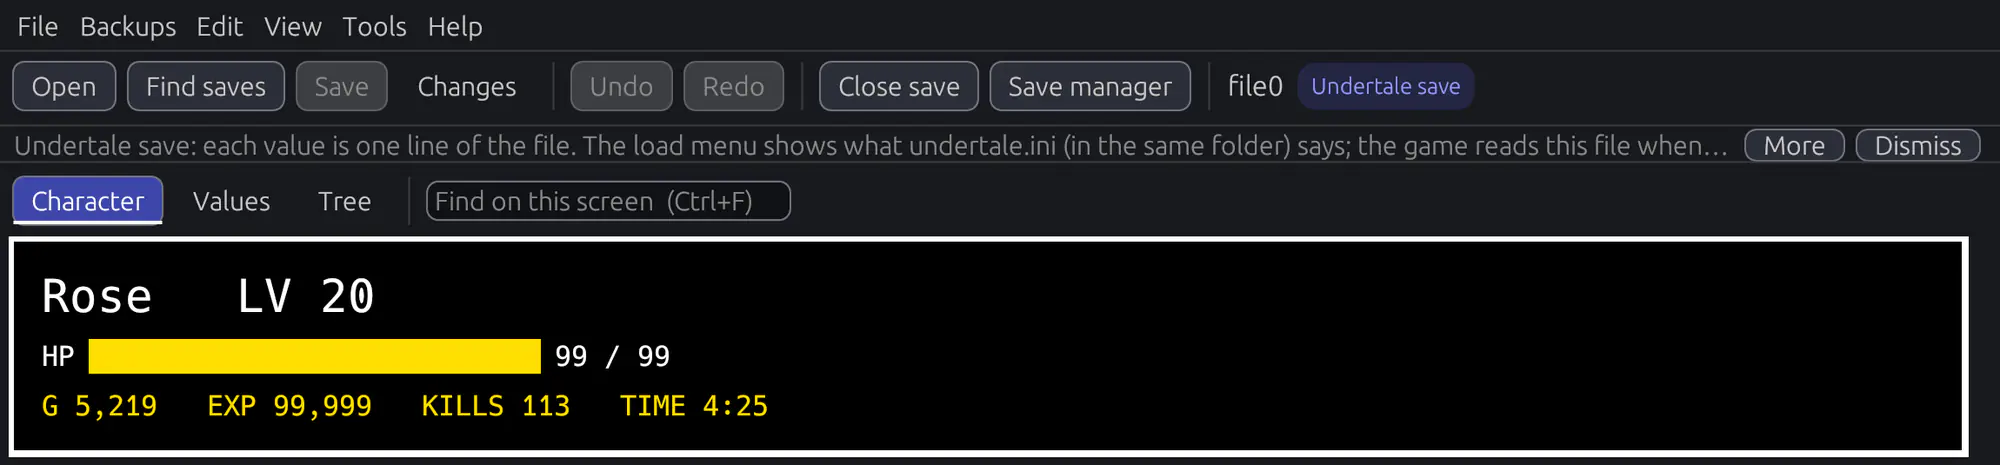 File Backups Edit View Tools Help
Open Find saves Save Changes Undo Redo Close save Save manager file0 Undertale save
Undertale save: each value is one line of the file. The load menu shows what undertale.ini (in the same folder) says; the game reads this file when… More Dismiss
Character Values Tree Find on this screen (Ctrl+F)
Rose LV 20
HP 99 / 99
G 5,219 EXP 99,999 KILLS 113 TIME 4:25